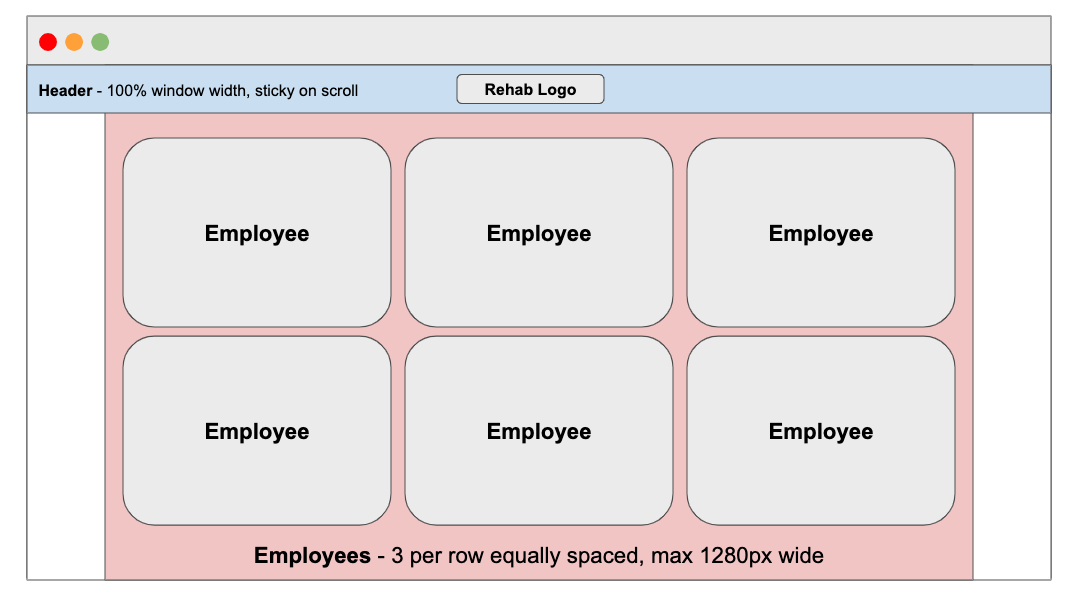 Header - 100% window width, sticky on scroll
Rehab Logo
Employee
Employee
Employee
Employee
Employee
Employee
Employees - 3 per row equally spaced, max 1280px wide